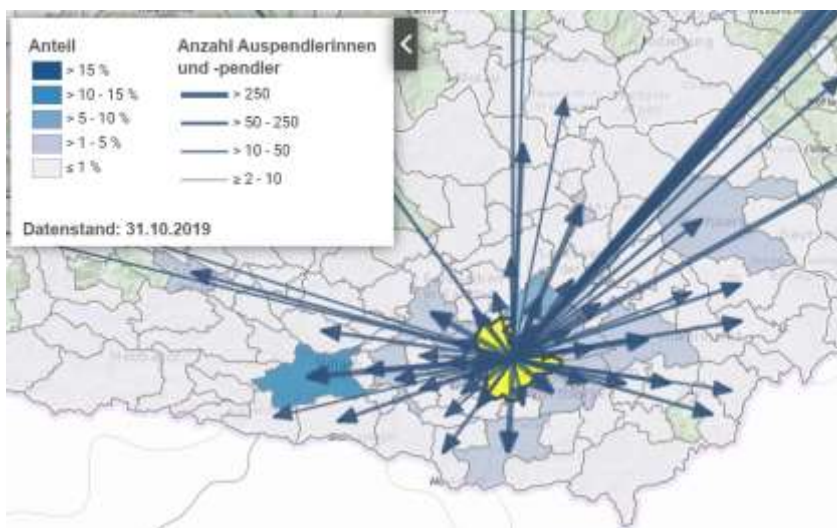 Anteil
> 15 %
> 10 - 15 %
> 5 - 10 %
> 1 - 5 %
≤ 1 %
Anzahl Auspendlerinnen
und -pendler
> 250
> 50 - 250
> 10 - 50
≥ 2 - 10
Datenstand: 31.10.2019